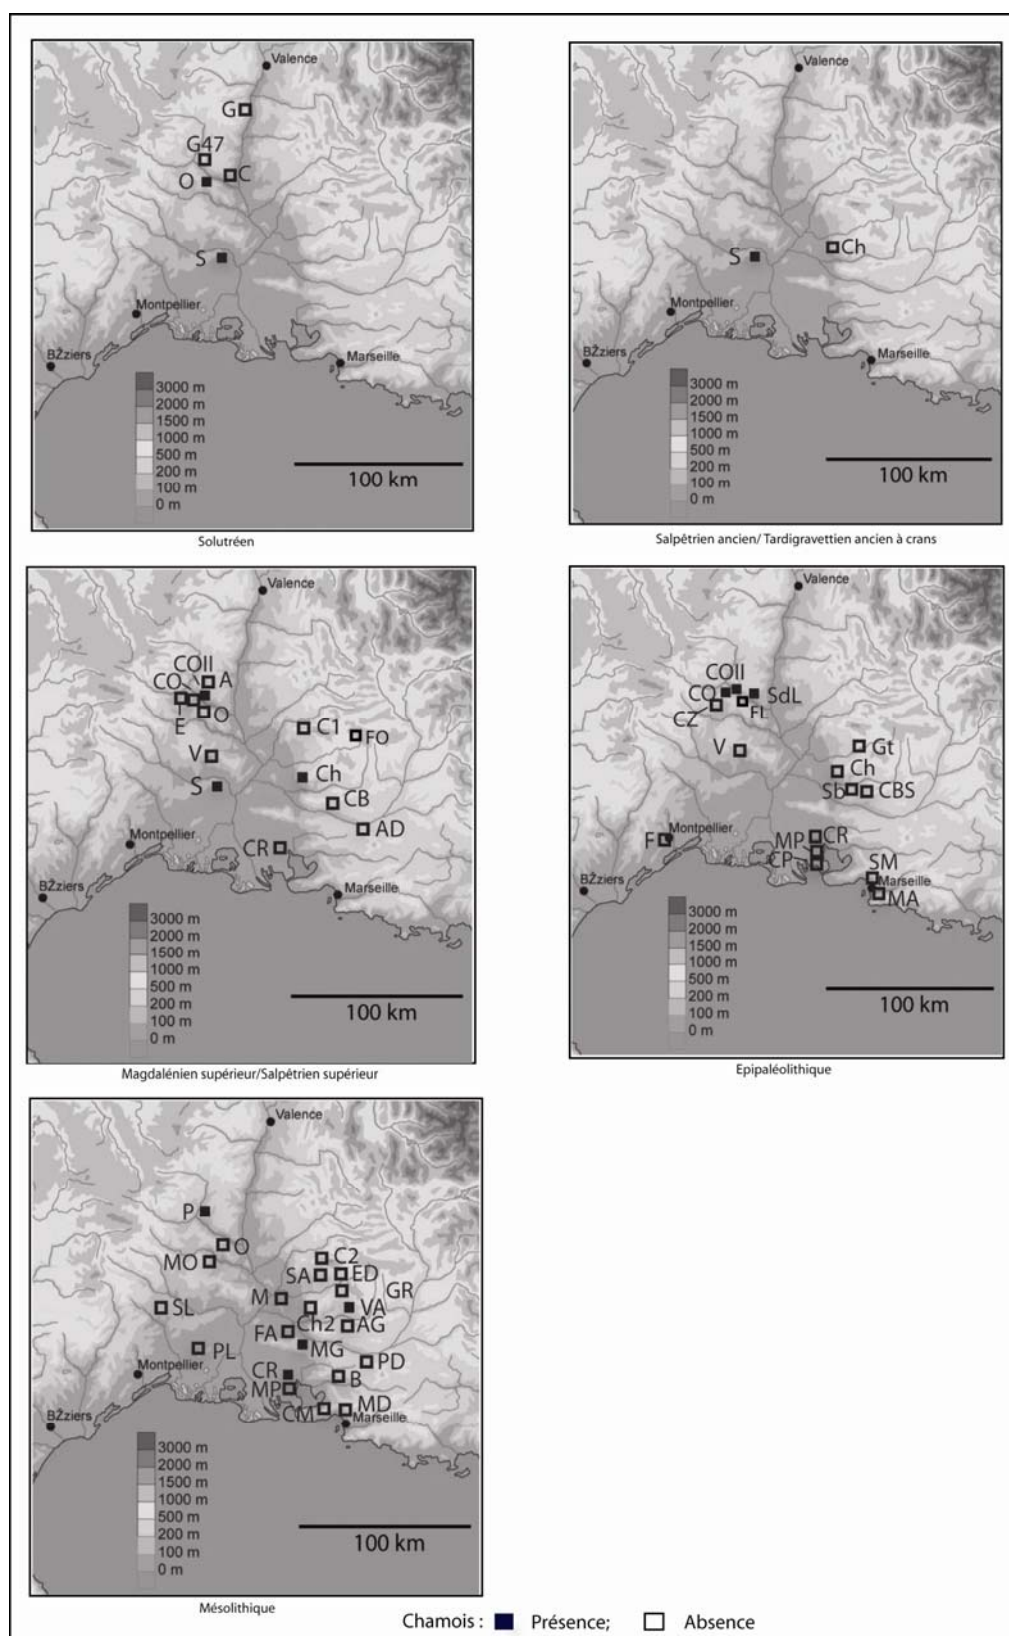 Valence
G
G47
C
O
S
Montpellier
BŽziers
Marseille
3000 m
2000 m
1500 m
1000 m
500 m
200 m
100 m
0 m
100 km
Solutréen
Valence
Ch
S
Montpellier
BŽziers
Marseille
3000 m
2000 m
1500 m
1000 m
500 m
200 m
100 m
0 m
100 km
Salpêtrien ancien/ Tardigravettien ancien à crans
Valence
COII
CO
A
T
O
E
C1
FO
V
Ch
S
CB
AD
Montpellier
CR
BŽziers
Marseille
3000 m
2000 m
1500 m
1000 m
500 m
200 m
100 m
0 m
100 km
Magdalénien supérieur/Salpêtrien supérieur
Valence
COII
CO
SdL
CZ
FL
V
Gt
Ch
Sb
CBS
Montpellier
F
MP
CR
CP
SM
BŽziers
Marseille
MA
3000 m
2000 m
1500 m
1000 m
500 m
200 m
100 m
0 m
100 km
Epipaléolithique
Valence
P
O
MO
C2
SA
ED
GR
M
SL
VA
Ch2
AG
FA
MG
PL
PD
Montpellier
CR
B
MP
CM
MD
BŽziers
Marseille
3000 m
2000 m
1500 m
1000 m
500 m
200 m
100 m
0 m
100 km
Mésolithique
Chamois : Présence; Absence